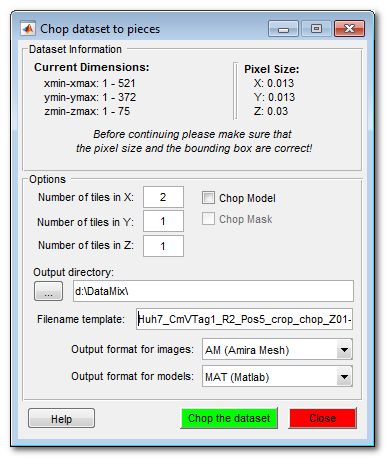 Chop dataset to pieces
Dataset Information
Current Dimensions:
xmin-xmax: 1 - 521
ymin-ymax: 1 - 372
zmin-zmax: 1 - 75
Pixel Size:
X: 0.013
Y: 0.013
Z: 0.03
Before continuing please make sure that
the pixel size and the bounding box are correct!
Options
Number of tiles in X: 2
Chop Model
Number of tiles in Y: 1
Chop Mask
Number of tiles in Z: 1
Output directory:
... d:\DataMix\
Filename template: Huh7_CmVTag1_R2_Pos5_crop_chop_Z01-
Output format for images: AM (Amira Mesh)
Output format for models: MAT (Matlab)
Help Chop the dataset Close